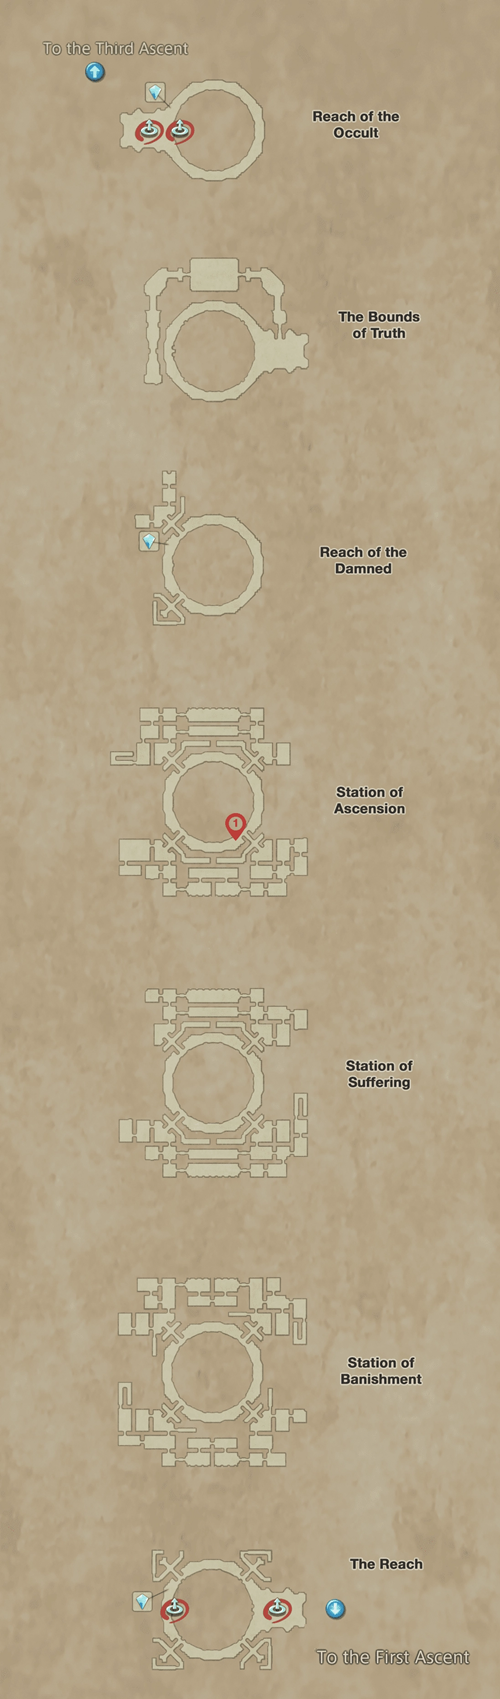 To the Third Ascent
Reach of the
Occult
The Bounds
of Truth
Reach of the
Damned
Station of
Ascension
1
Station of
Suffering
Station of
Banishment
The Reach
To the First Ascent